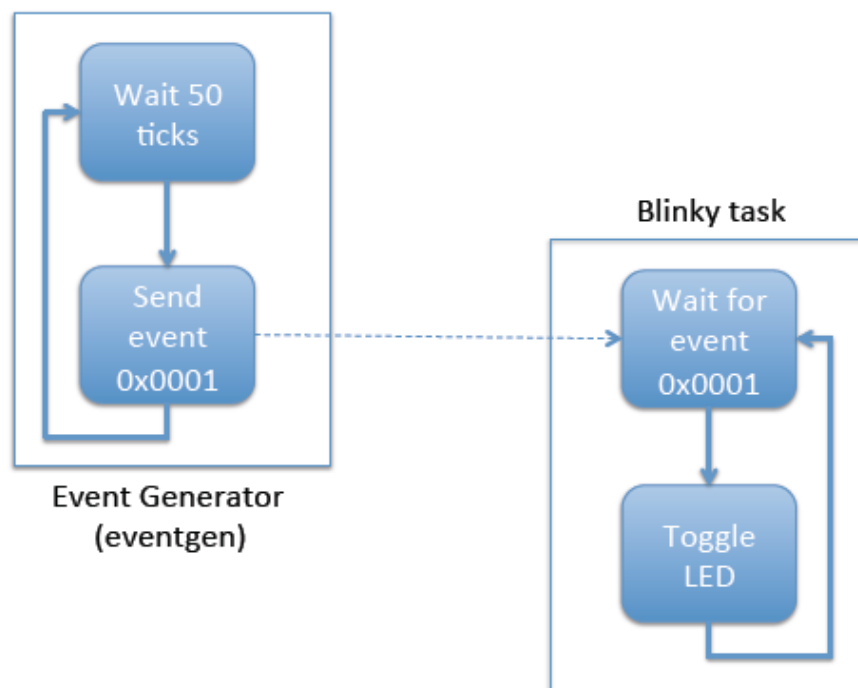 Wait 50
ticks
Send
event
0x0001
Event Generator
(eventgen)
Blinky task
Wait for
event
0x0001
Toggle
LED